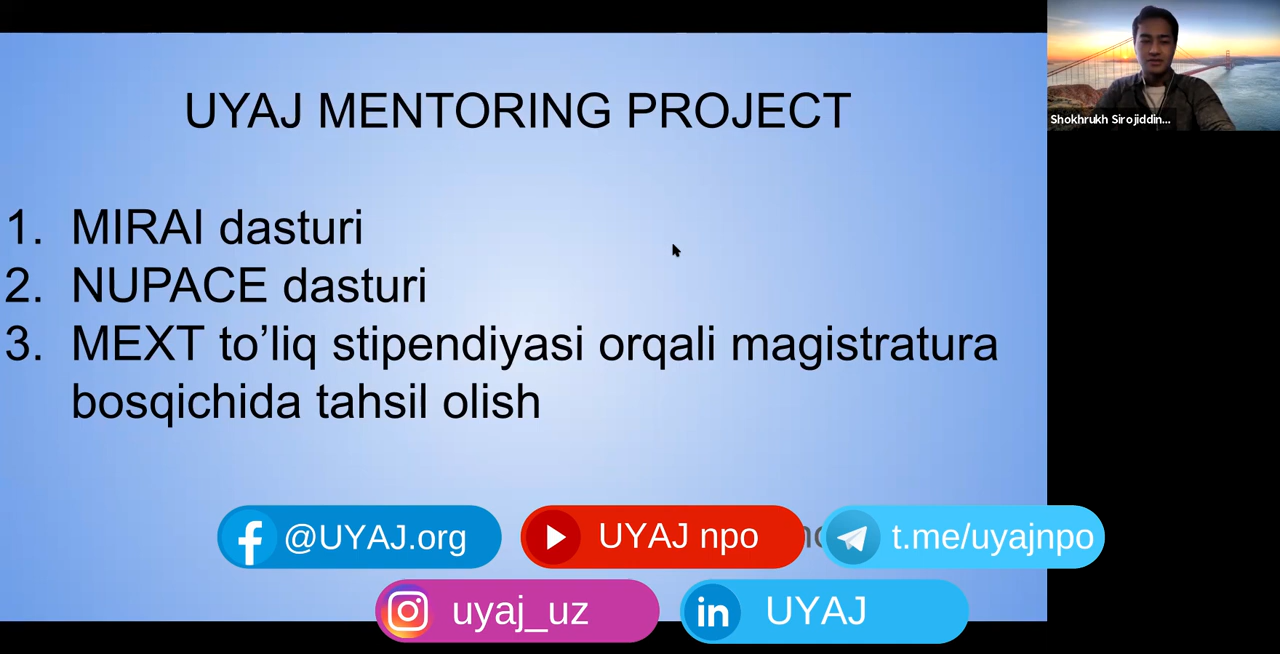 UYAJ MENTORING PROJECT
Shokhrukh Sirojiddin...
1. MIRAI dasturi
2. NUPACE dasturi
3. MEXT to’liq stipendiyasi orqali magistratura
bosqichida tahsil olish
@UYAJ.org
UYAJ npo
t.me/uyajnpo
uyaj_uz
UYAJ